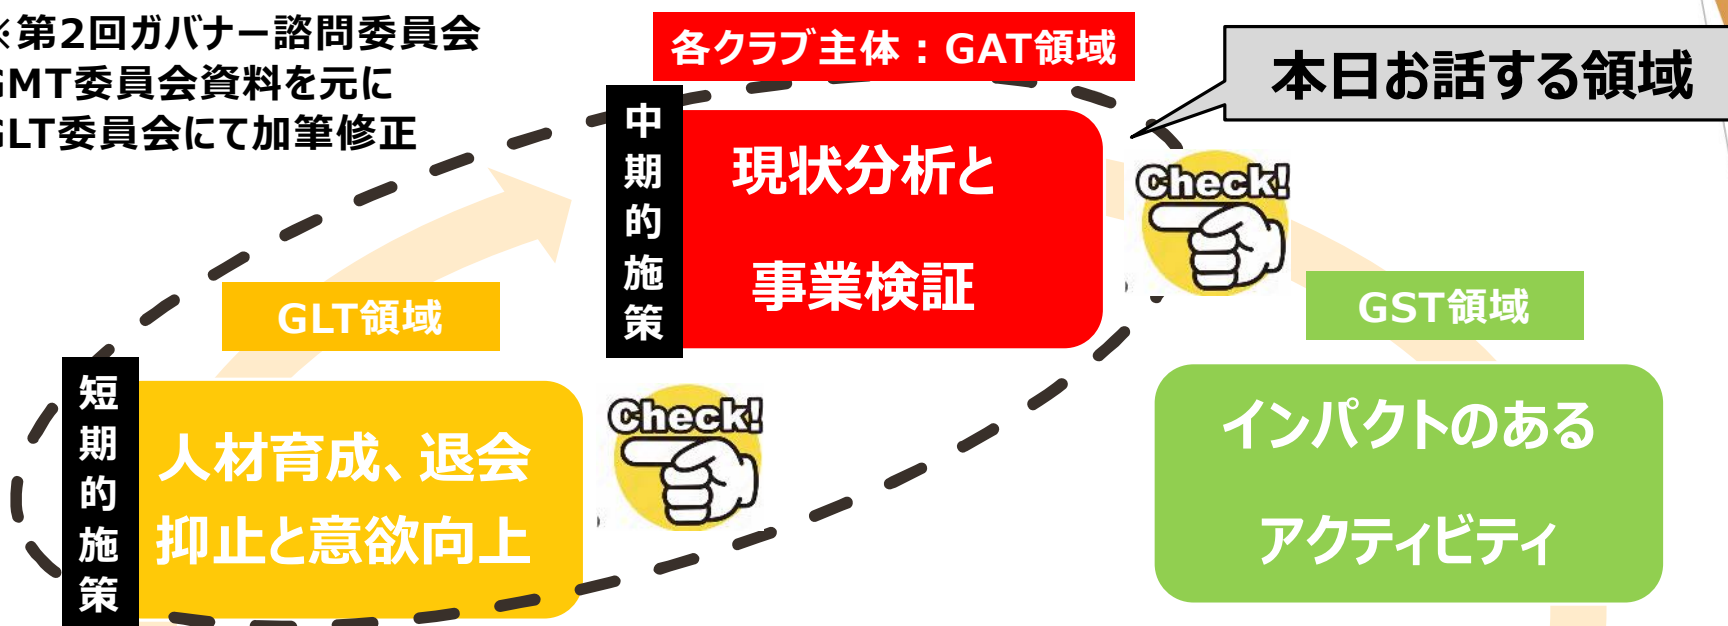 ※第2回ガバナー諮問委員会
GMT委員会資料を元に
GLT委員会にて加筆修正
各クラブ主体：GAT領域
本日お話する領域
中期的施策
現状分析と
事業検証
Check!
GLT領域
GST領域
短期的施策
人材育成、退会
抑止と意欲向上
Check!
インパクトのある
アクティビティ